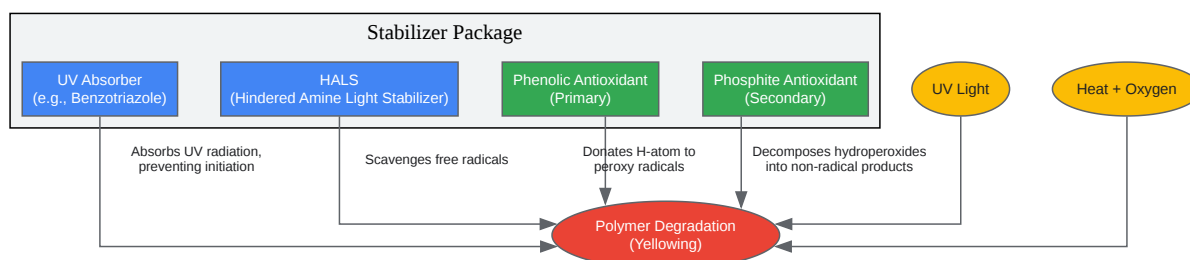 Stabilizer Package
UV Absorber
(e.g., Benzotriazole)
HALS
(Hindered Amine Light Stabilizer)
Phenolic Antioxidant
(Primary)
Phosphite Antioxidant
(Secondary)
UV Light
Heat + Oxygen
Absorbs UV radiation,
preventing initiation
Scavenges free radicals
Donates H-atom to
peroxy radicals
Decomposes hydroperoxides
into non-radical products
Polymer Degradation
(Yellowing)